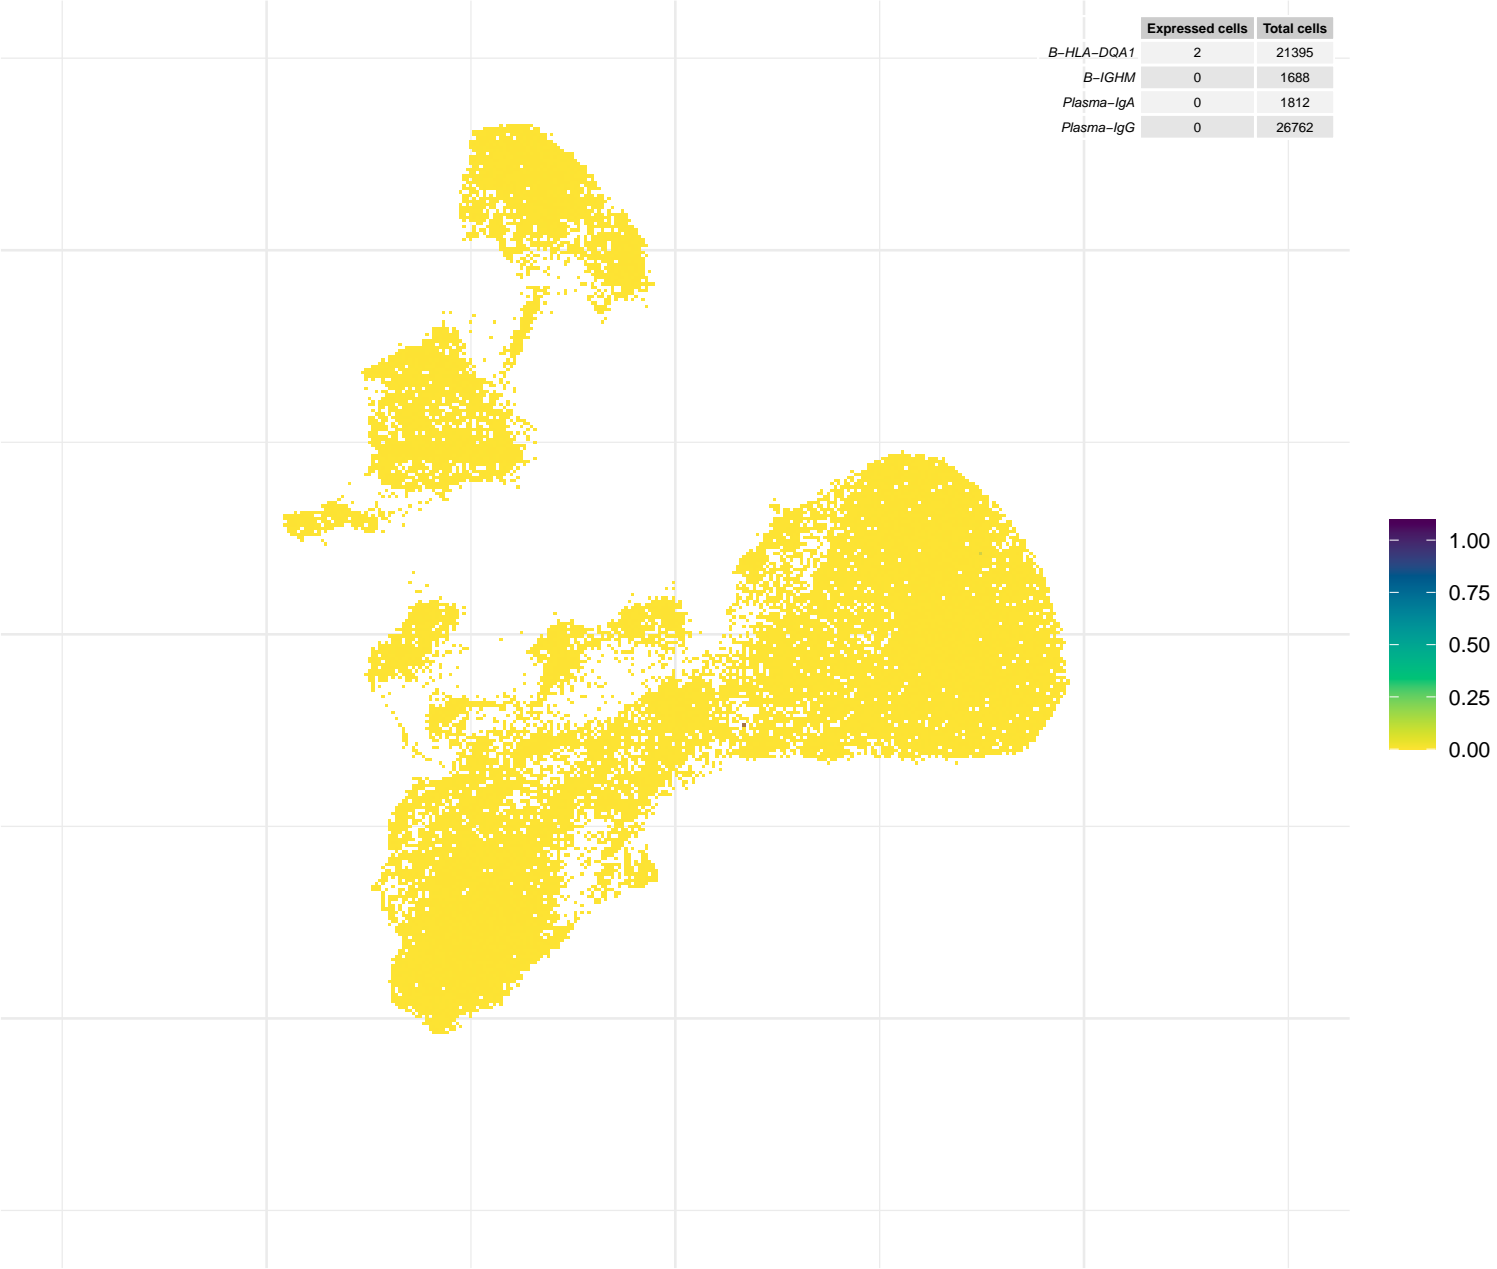 Expressed cells Total cells
B−HLA−DQA1 2 21395
B−IGHM 0 1688
Plasma−IgA 0 1812
Plasma−IgG 0 26762
1.00
0.75
0.50
0.25
0.00